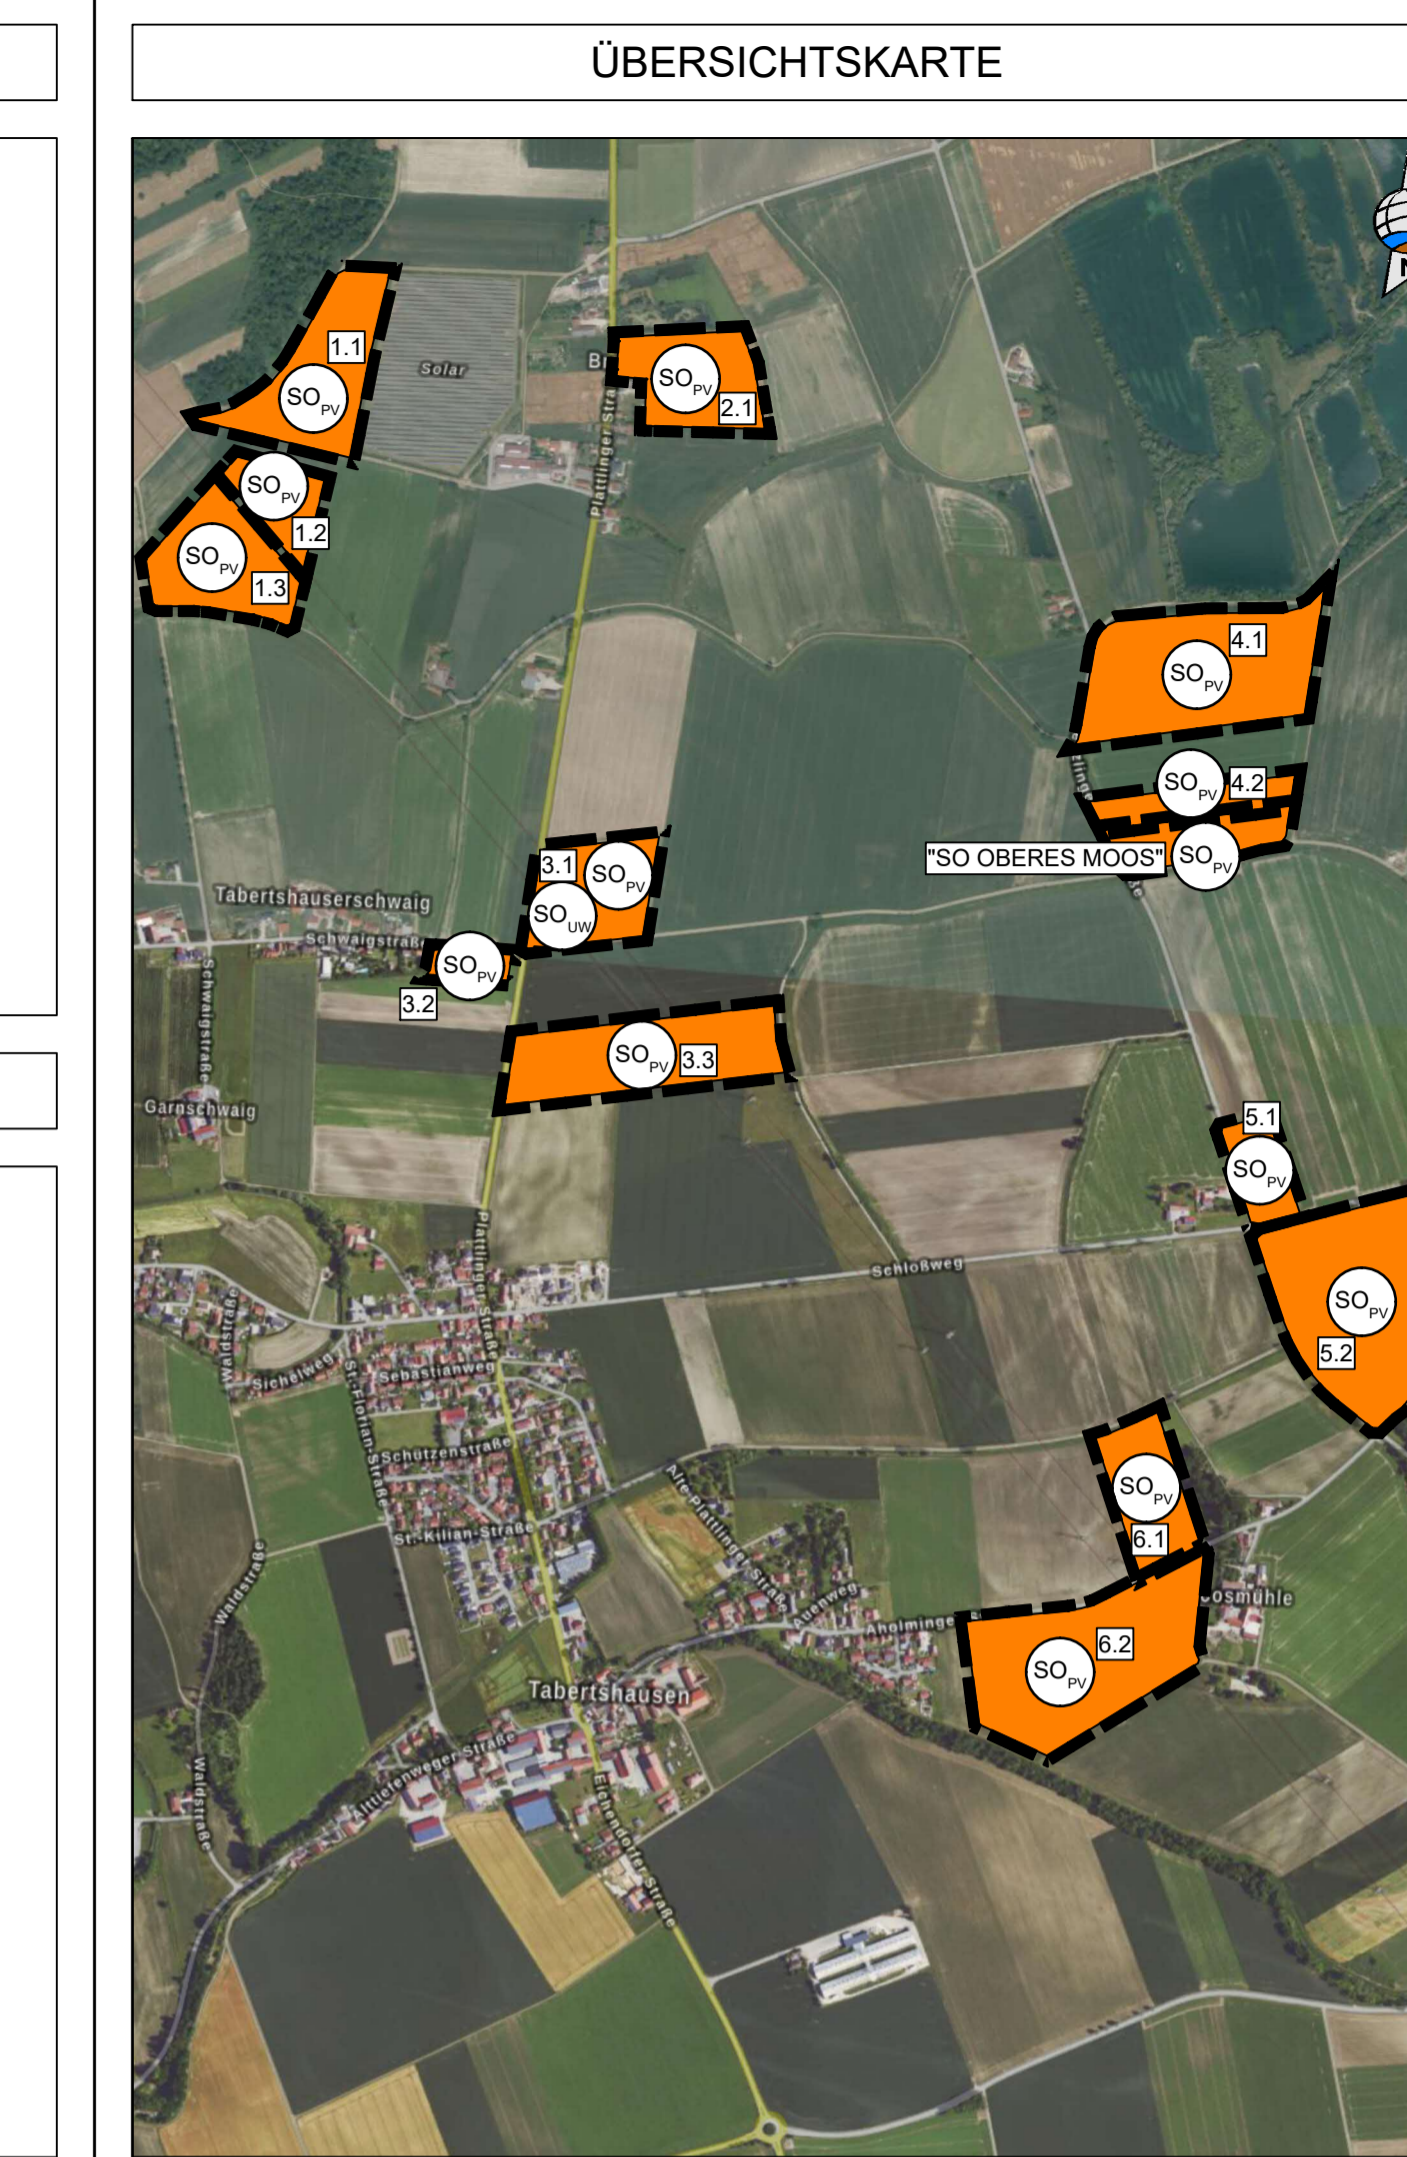 ÜBERSICHTSKARTE
N
1.1
SO PV
Solar
SO PV
2.1
Plattlinger Stra
SO PV
1.2
SO PV
1.3
4.1
SO PV
SO PV
4.2
"SO OBERES MOOS"
SO PV
3.1
SO PV
SO UW
Tabertshauserschwaig
Schwaigstraß
SO PV
3.2
Schwaigstraße
SO PV
3.3
Garnschwaig
5.1
SO PV
Schloßweg
Plattlinger Straße
SO PV
5.2
Waldstraße
Sichelweg
St.-Florian-Straße
Sebastianweg
Schützenstraße
St.-Kilian-Straße
Alte Plattlinger Straße
SO PV
6.1
Auenweg
Aholminge
osmühle
6.2
SO PV
Waldstraße
Tabertshausen
Alttiefenweger Straße
Waldstraße
Eichendorfer Straße